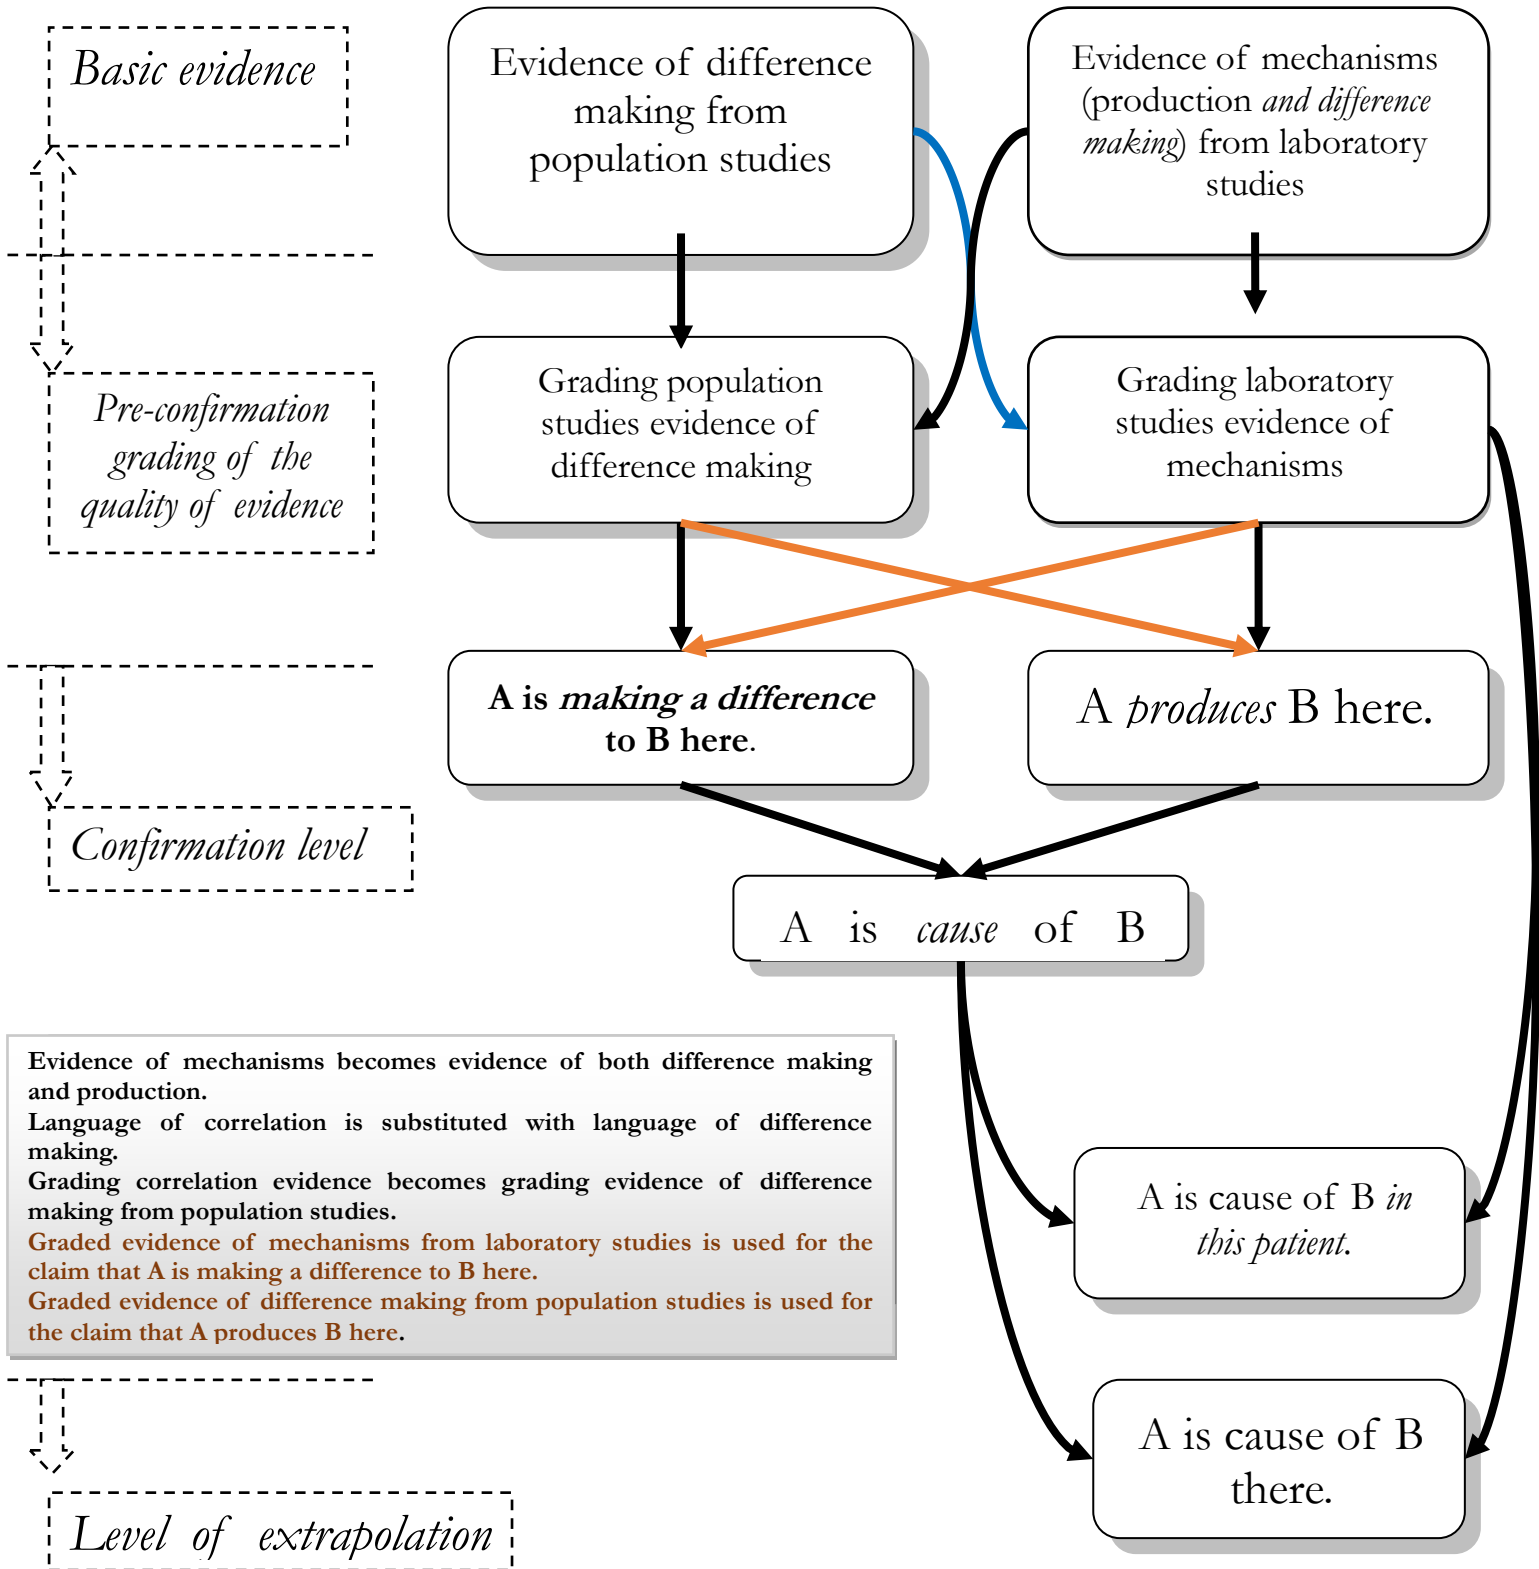 Basic evidence
Evidence of difference
making from
population studies
Evidence of mechanisms
(production and difference
making) from laboratory
studies
Pre-confirmation
grading of the
quality of evidence
Grading population
studies evidence of
difference making
Grading laboratory
studies evidence of
mechanisms
A is making a difference
to B here.
A produces B here.
Confirmation level
A is cause of B
Evidence of mechanisms becomes evidence of both difference making
and production.
Language of correlation is substituted with language of difference
making.
Grading correlation evidence becomes grading evidence of difference
making from population studies.
Graded evidence of mechanisms from laboratory studies is used for the
claim that A is making a difference to B here.
Graded evidence of difference making from population studies is used for
the claim that A produces B here.
A is cause of B in
this patient.
A is cause of B
there.
Level of extrapolation